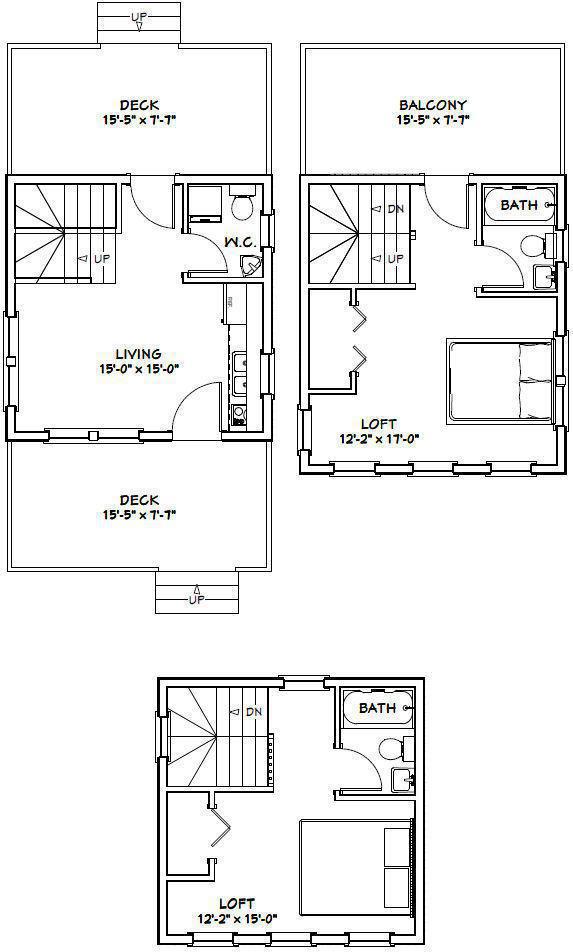 UP
DECK
15'-5" x 7'-7"
W.C.
UP
REF
LIVING
15'-0" x 15'-0"
DECK
15'-5" x 7'-7"
UP
BALCONY
15'-5" x 7'-7"
DN
BATH
UP
LOFT
12'-2" x 17'-0"
DN
BATH
LOFT
12'-2" x 15'-0"